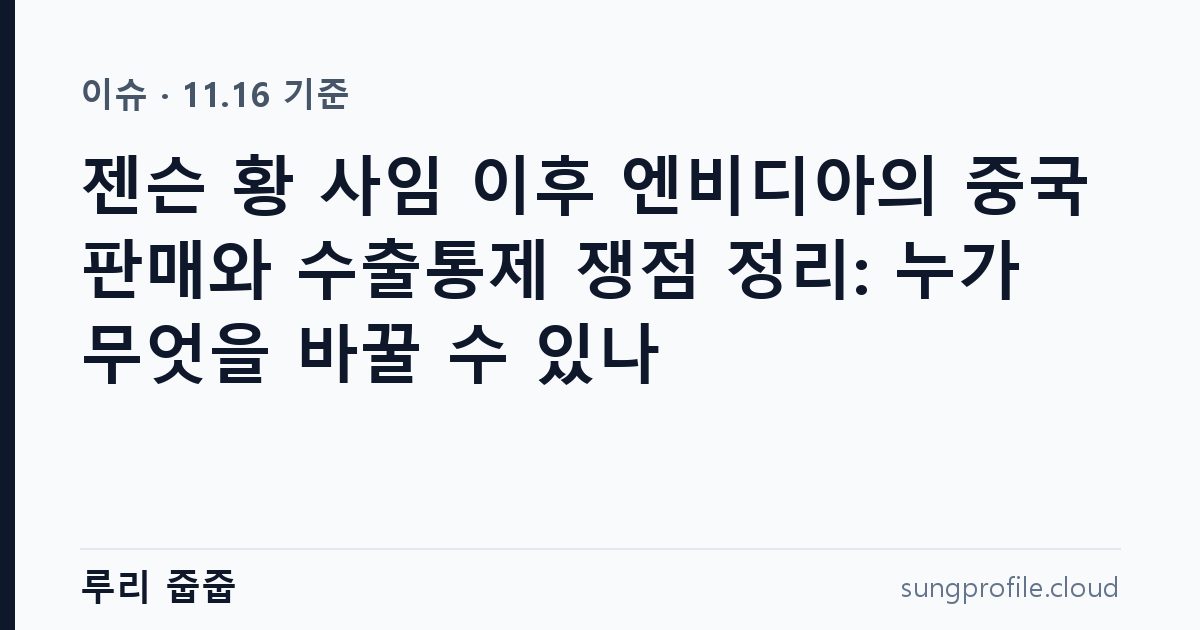 이슈 · 11.16 기준
젠슨 황 사임 이후 엔비디아의 중국
판매와 수출통제 쟁점 정리: 누가
무엇을 바꿀 수 있나
루리 줍줍
sungprofile.cloud